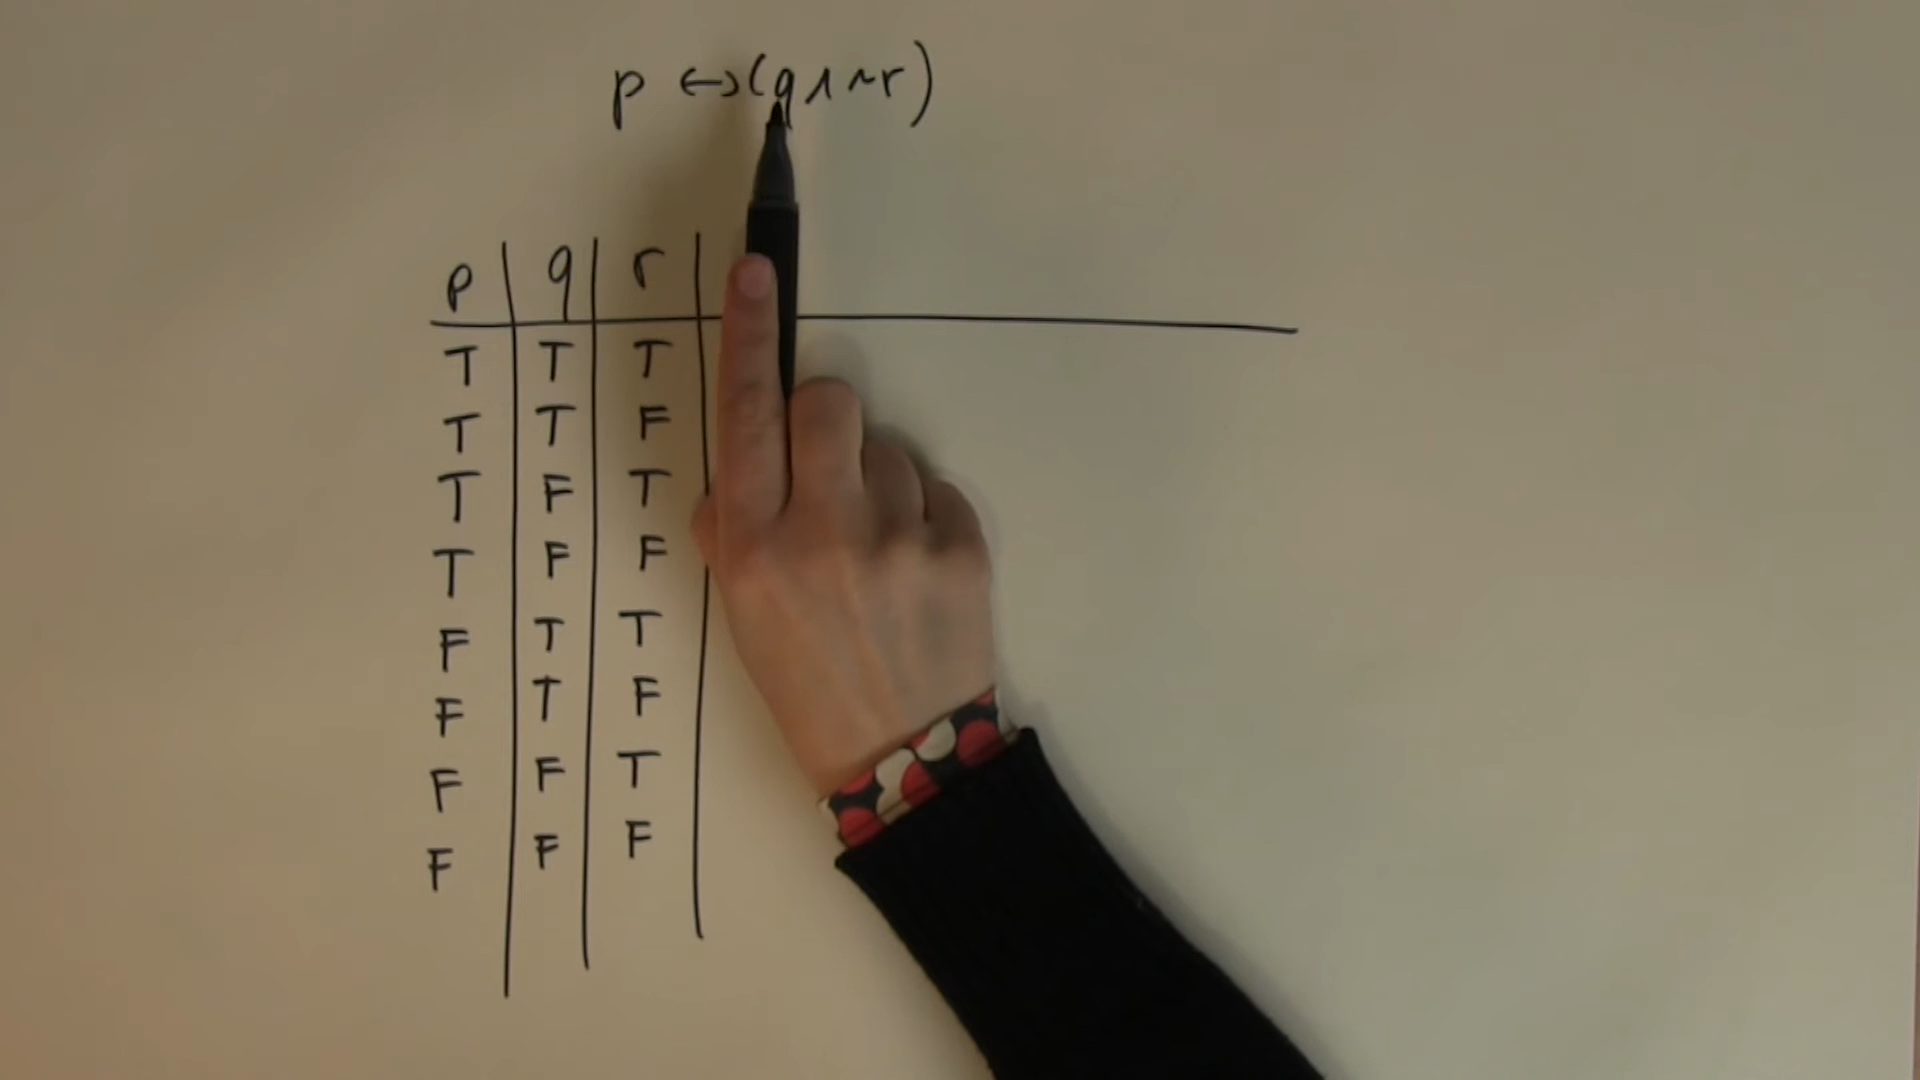 p ↔ (q ∧ ~r)
p q r
T T T
T T F
T F T
T F F
F T T
F T F
F F T
F F F